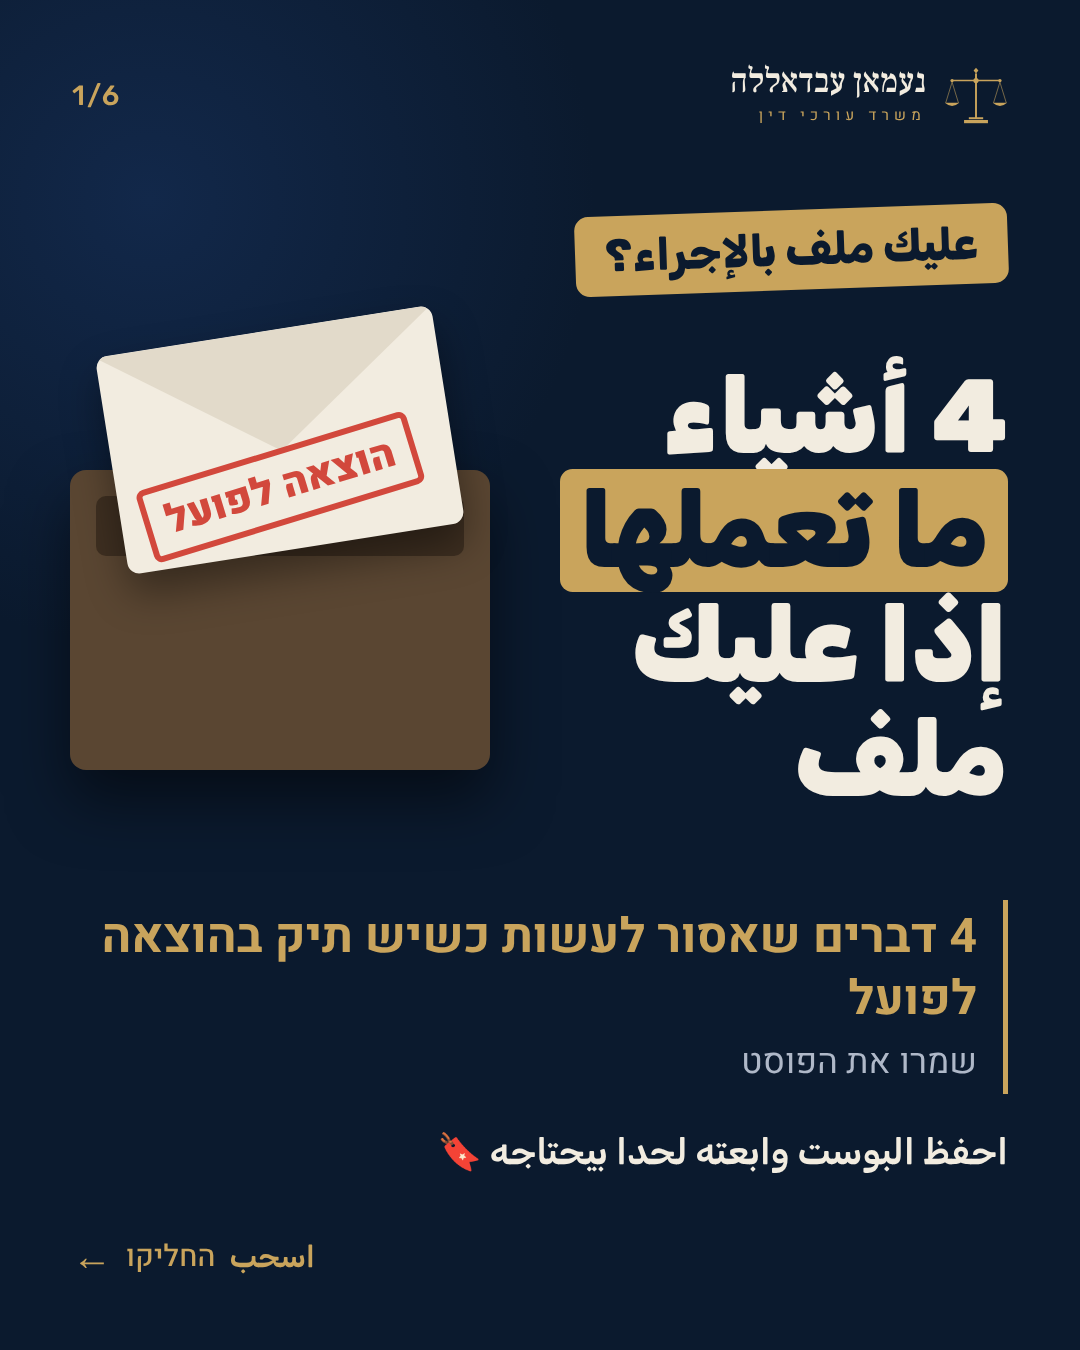 נעמאן עבדאללה
משרד עורכי דין
1/6
عليك ملف بالإجراء؟
4 أشياء
ما تعملها
إذا عليك
ملف
הוצאה לפועל
4 דברים שאסור לעשות כשיש תיק בהוצאה
לפועל
שמרו את הפוסט
احفظ البوست وابعته لحدا بيحتاجه 🔖
اسحب החליקו ←